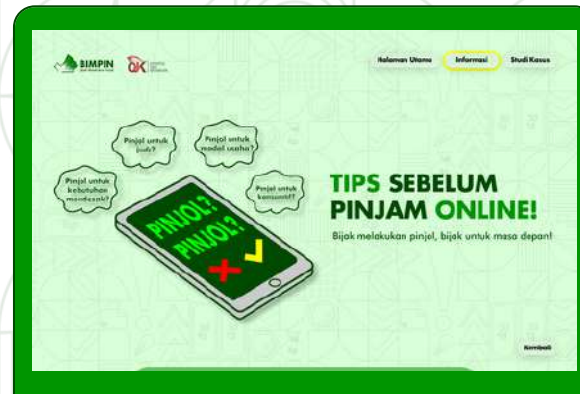 BIMPIN
Halaman Utama
Informasi
Studi Kasus
Pinjol untuk
judi?
Pinjol untuk
modal usaha?
Pinjol untuk
kebutuhan
mendesak?
Pinjol untuk
konsumtif?
PINJOL?
PINJOL?
TIPS SEBELUM
PINJAM ONLINE!
Bijak melakukan pinjol, bijak untuk masa depan!
Kembali